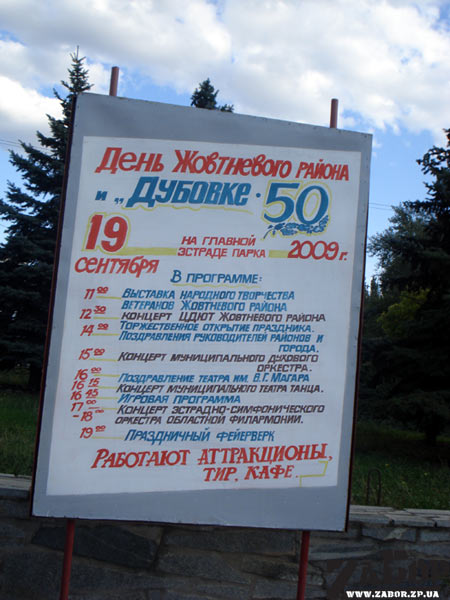 День Жовтневого района
и „Дубовке - 50
19 сентября
на главной
эстраде парка
2009 г.
В программе:
11 00 Выставка народного творчества
ветеранов Жовтневого района
12 30 концерт ЦДЮТ Жовтневого района
14 00 Торжественное открытие праздника.
Поздравления руководителей районов и
города.
15 00 Концерт муниципального духового
оркестра.
16 00 Поздравление театра им. В.Г. Магара
16 15 Концерт муниципального театра танца.
16 45 Игровая программа
17 00 - 18 00 Концерт эстрадно-симфонического
оркестра областной филармонии.
19 00 Праздничный фейерверк
Работают аттракционы,
тир, кафе
www.zabor.zp.ua